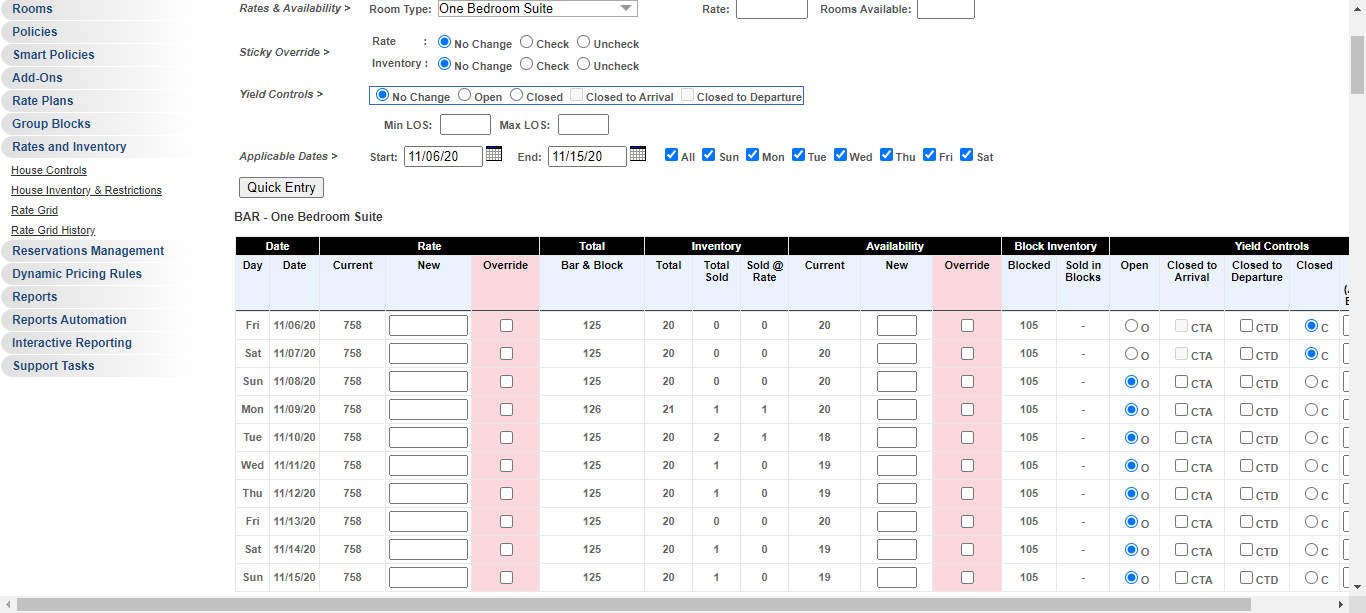 Rooms
Policies
Smart Policies
Add-Ons
Rate Plans
Group Blocks
Rates and Inventory
House Controls
House Inventory & Restrictions
Rate Grid
Rate Grid History
Reservations Management
Dynamic Pricing Rules
Reports
Reports Automation
Interactive Reporting
Support Tasks
Rates & Availability > Room Type: One Bedroom Suite Rate: Rooms Available:
Sticky Override > Rate : No Change Check Uncheck
Inventory : No Change Check Uncheck
Yield Controls > No Change Open Closed Closed to Arrival Closed to Departure
Min LOS: Max LOS:
Applicable Dates > Start: 11/06/20 End: 11/15/20 All Sun Mon Tue Wed Thu Fri Sat
Quick Entry
BAR - One Bedroom Suite
Date Rate Total Inventory Availability Block Inventory Yield Controls
Day Date Current New Override Bar & Block Total Total Sold Sold @ Rate Current New Override Blocked Sold in Blocks Open Closed to Arrival Closed to Departure Closed
Fri 11/06/20 758 125 20 0 0 20 105 - O CTA CTD C
Sat 11/07/20 758 125 20 0 0 20 105 - O CTA CTD C
Sun 11/08/20 758 125 20 0 0 20 105 - O CTA CTD C
Mon 11/09/20 758 126 21 1 1 20 105 - O CTA CTD C
Tue 11/10/20 758 125 20 2 1 18 105 - O CTA CTD C
Wed 11/11/20 758 125 20 1 0 19 105 - O CTA CTD C
Thu 11/12/20 758 125 20 1 0 19 105 - O CTA CTD C
Fri 11/13/20 758 125 20 0 0 20 105 - O CTA CTD C
Sat 11/14/20 758 125 20 1 0 19 105 - O CTA CTD C
Sun 11/15/20 758 125 20 1 0 19 105 - O CTA CTD C